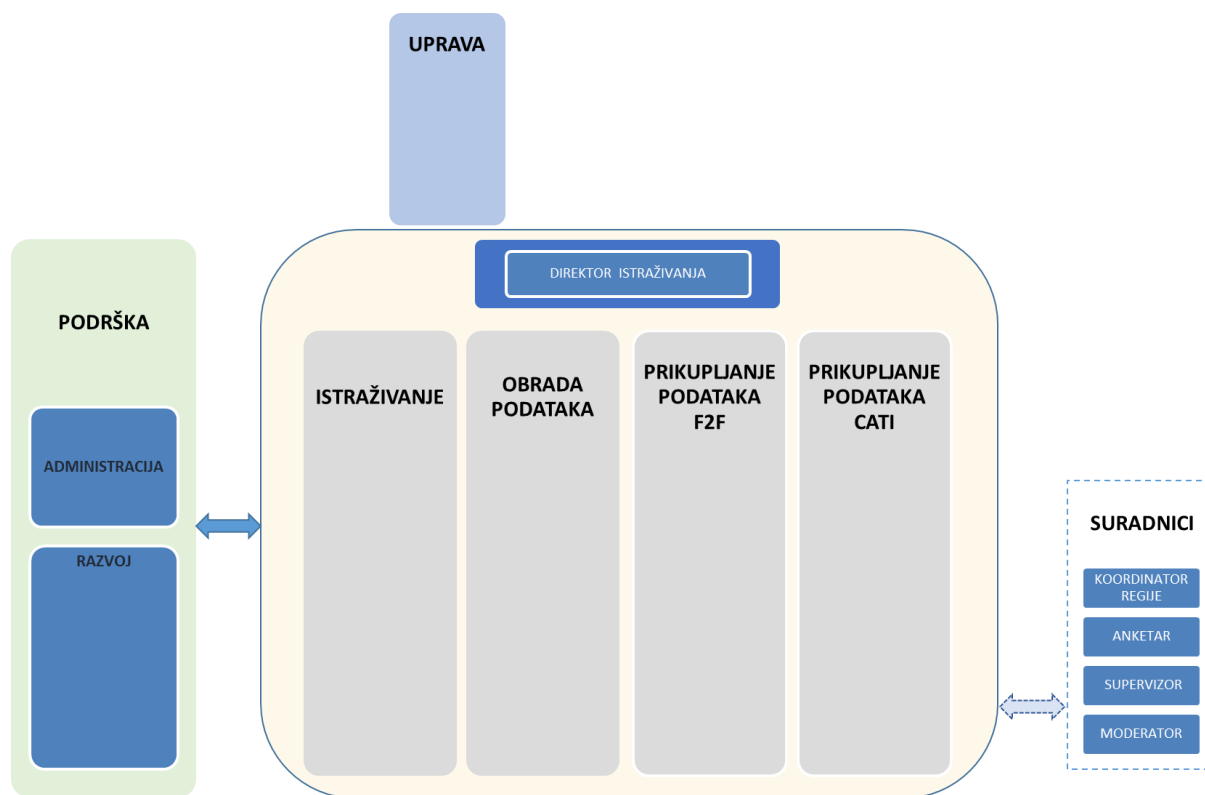 UPRAVA
DIREKTOR ISTRAŽIVANJA
PODRŠKA
ADMINISTRACIJA
RAZVOJ
ISTRAŽIVANJE
OBRADA
PODATAKA
PRIKUPLJANJE
PODATAKA
F2F
PRIKUPLJANJE
PODATAKA
CATI
SURADNICI
KOORDINATOR
REGIJE
ANKETAR
SUPERVIZOR
MODERATOR